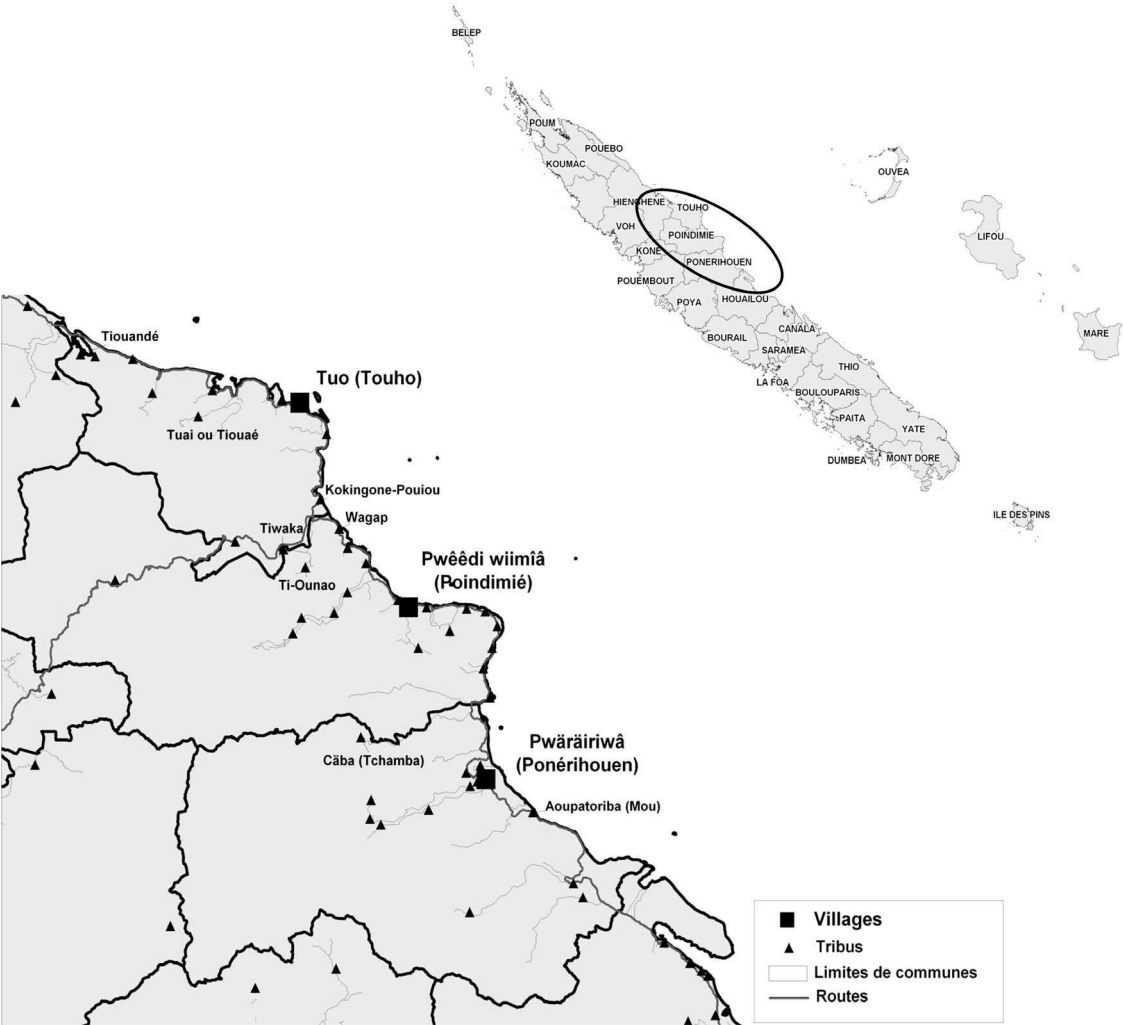 BELEP
POUM
POUEBO
KOUMAC
OUVEA
HIENGHENE
TOUHO
VOH
POINDIMIE
LIFOU
KONE
PONERIHOUEN
POUEMBOUT
POYA
HOUAILOU
CANALA
MARE
BOURAIL
SARAMEA
THIO
LA FOA
BOULOUPARIS
PAITA
YATE
DUMBEA
MONT DORE
ILE DES PINS
Tiouandé
Tuo (Touho)
Tuai ou Tiouaé
Kokingone-Pouiou
Wagap
Tiwaka
Pwêêdi wiimîâ
(Poindimié)
Ti-Ounao
Pwäräiriwâ
(Ponérihouen)
Cäba (Tchamba)
Aoupatoriba (Mou)
Villages
Tribus
Limites de communes
Routes